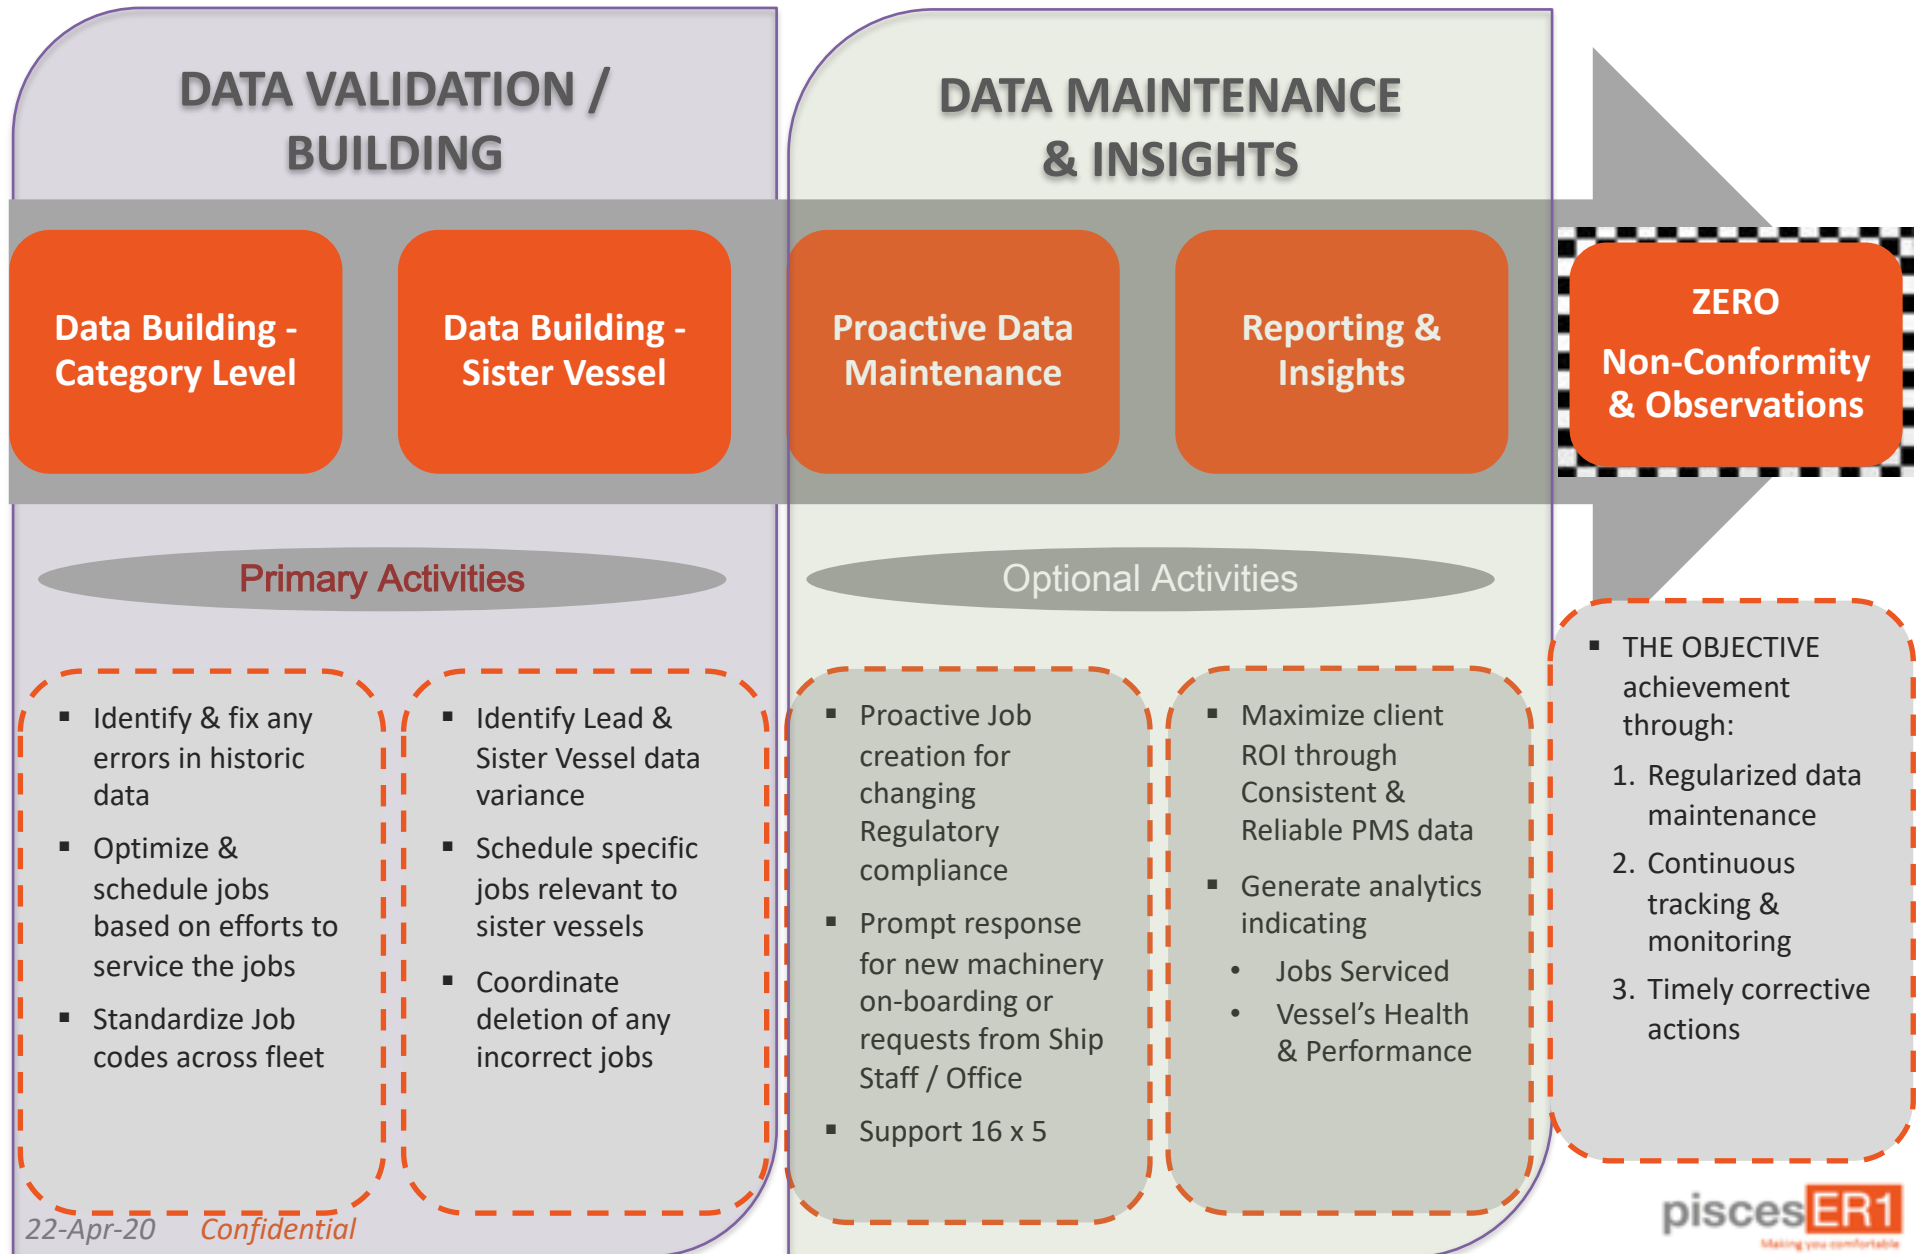 DATA VALIDATION /
BUILDING
DATA MAINTENANCE
& INSIGHTS
Data Building -
Category Level
Data Building -
Sister Vessel
Proactive Data
Maintenance
Reporting &
Insights
ZERO
Non-Conformity
& Observations
Primary Activities
Optional Activities
▪ Identify & fix any
errors in historic
data
▪ Optimize &
schedule jobs
based on efforts to
service the jobs
▪ Standardize Job
codes across fleet
▪ Identify Lead &
Sister Vessel data
variance
▪ Schedule specific
jobs relevant to
sister vessels
▪ Coordinate
deletion of any
incorrect jobs
▪ Proactive Job
creation for
changing
Regulatory
compliance
▪ Prompt response
for new machinery
on-boarding or
requests from Ship
Staff / Office
▪ Support 16 x 5
▪ Maximize client
ROI through
Consistent &
Reliable PMS data
▪ Generate analytics
indicating
• Jobs Serviced
• Vessel’s Health
& Performance
▪ THE OBJECTIVE
achievement
through:
1. Regularized data
maintenance
2. Continuous
tracking &
monitoring
3. Timely corrective
actions
22-Apr-20 Confidential
piscesER1
Making you comfortable